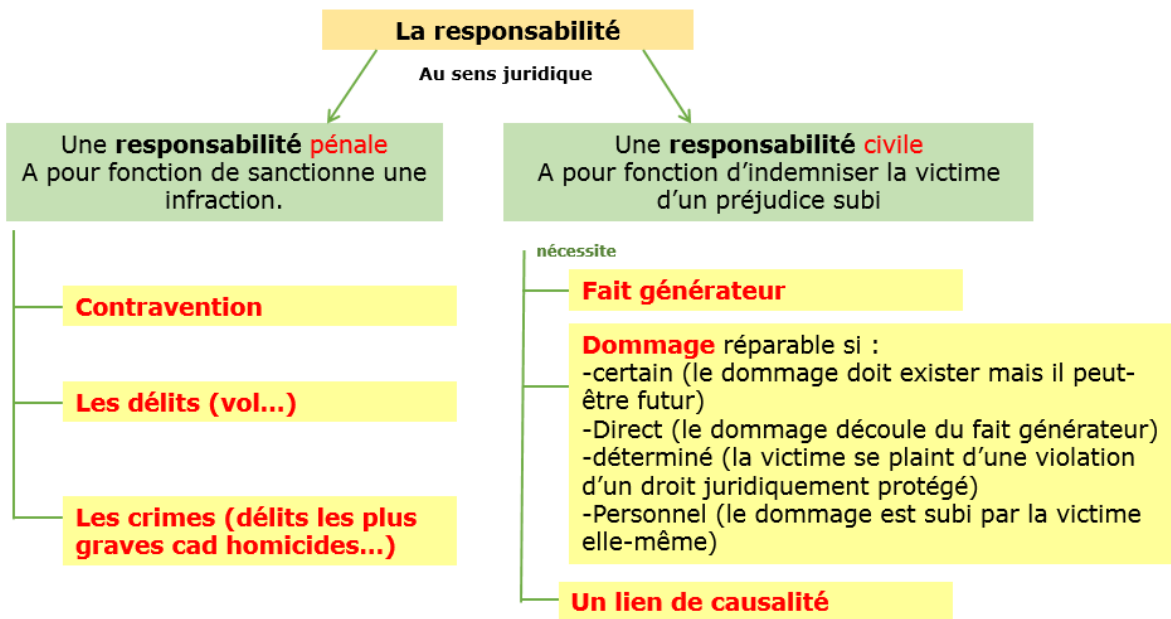 La responsabilité
Au sens juridique
Une responsabilité pénale
A pour fonction de sanctionne une
infraction.
Contravention
Les délits (vol…)
Les crimes (délits les plus
graves cad homicides…)
Une responsabilité civile
A pour fonction d’indemniser la victime
d’un préjudice subi
nécessite
Fait générateur
Dommage réparable si :
-certain (le dommage doit exister mais il peut-
être futur)
-Direct (le dommage découle du fait générateur)
-déterminé (la victime se plaint d’une violation
d’un droit juridiquement protégé)
-Personnel (le dommage est subi par la victime
elle-même)
Un lien de causalité